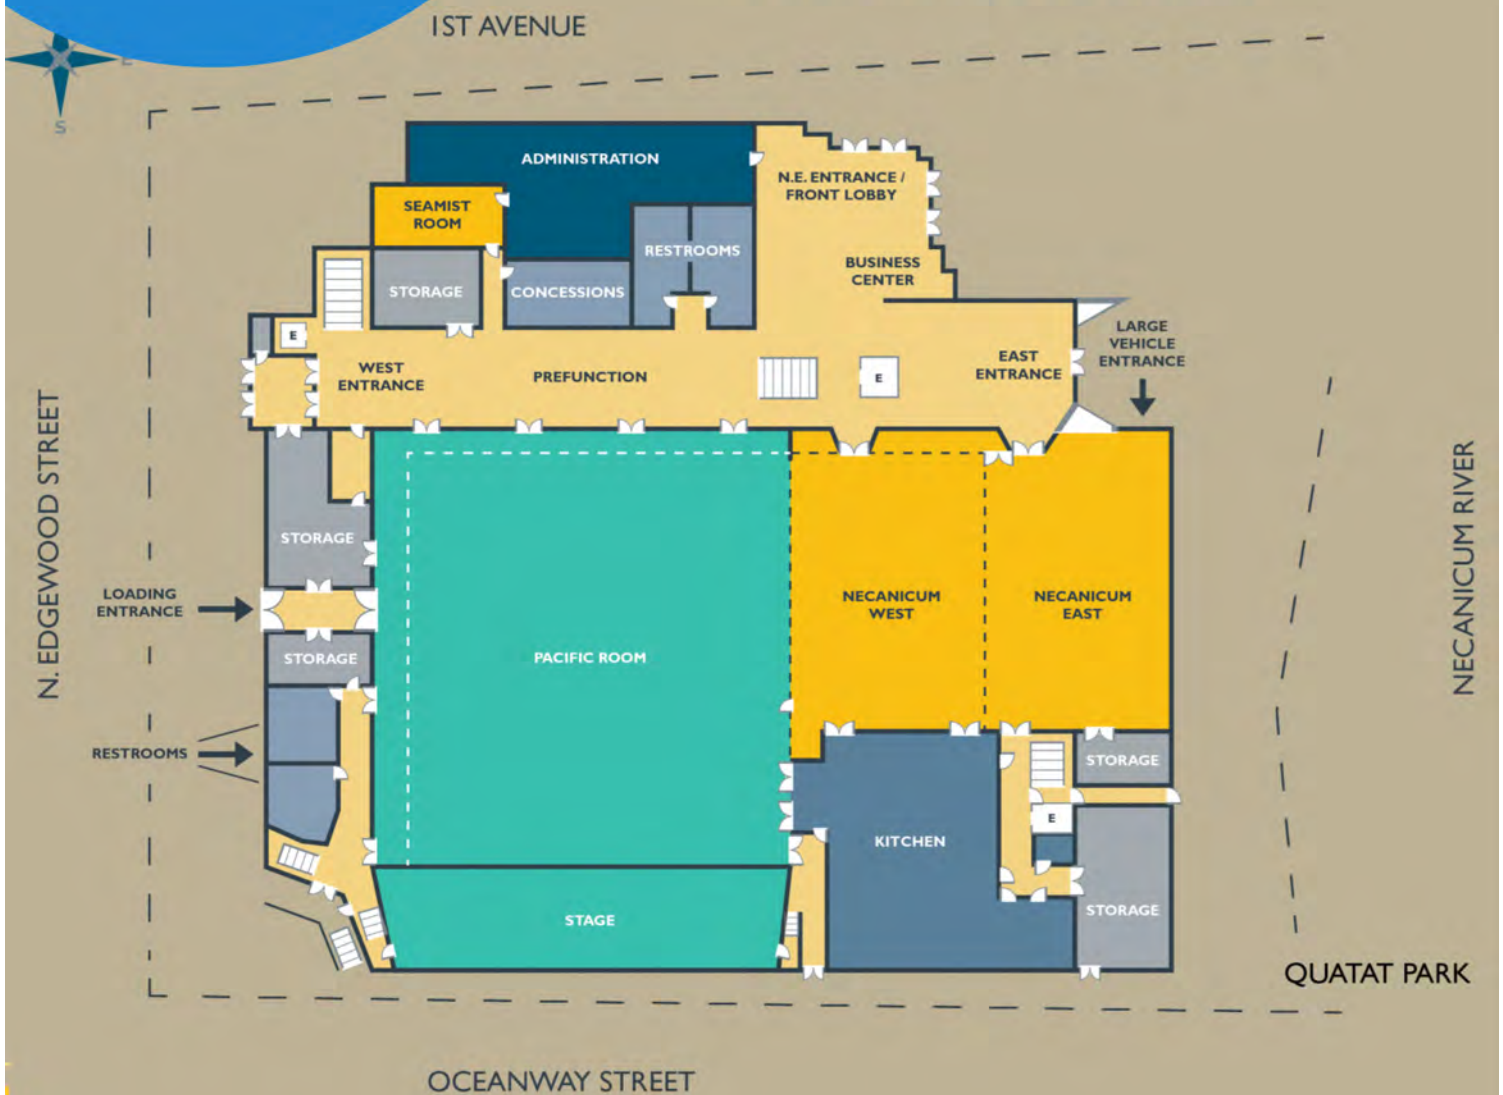 1ST AVENUE
E
S
ADMINISTRATION
N.E. ENTRANCE /
FRONT LOBBY
SEAMIST
ROOM
RESTROOMS
BUSINESS
CENTER
STORAGE
CONCESSIONS
E
WEST
ENTRANCE
PREFUNCTION
E
EAST
ENTRANCE
LARGE
VEHICLE
ENTRANCE
N. EDGEWOOD STREET
NECANICUM RIVER
STORAGE
LOADING
ENTRANCE
NECANICUM
WEST
NECANICUM
EAST
STORAGE
PACIFIC ROOM
RESTROOMS
STORAGE
E
KITCHEN
STORAGE
STAGE
QUATAT PARK
OCEANWAY STREET